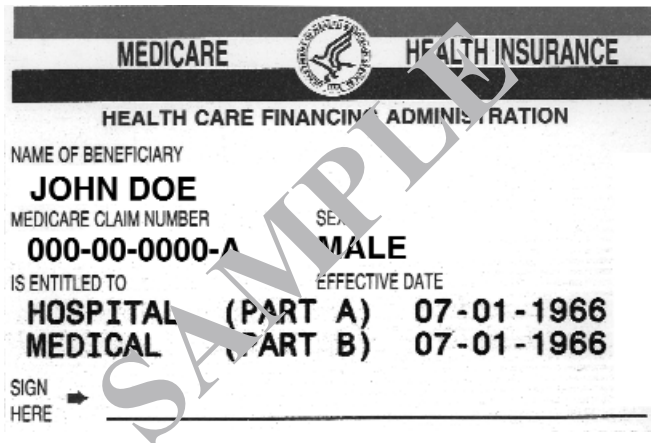 MEDICARE HEALTH INSURANCE
HEALTH CARE FINANCING ADMINISTRATION
NAME OF BENEFICIARY
JOHN DOE
MEDICARE CLAIM NUMBER SEX
000-00-0000-A MALE
IS ENTITLED TO EFFECTIVE DATE
HOSPITAL (PART A) 07-01-1966
MEDICAL (PART B) 07-01-1966
SIGN
HERE
SAMPLE